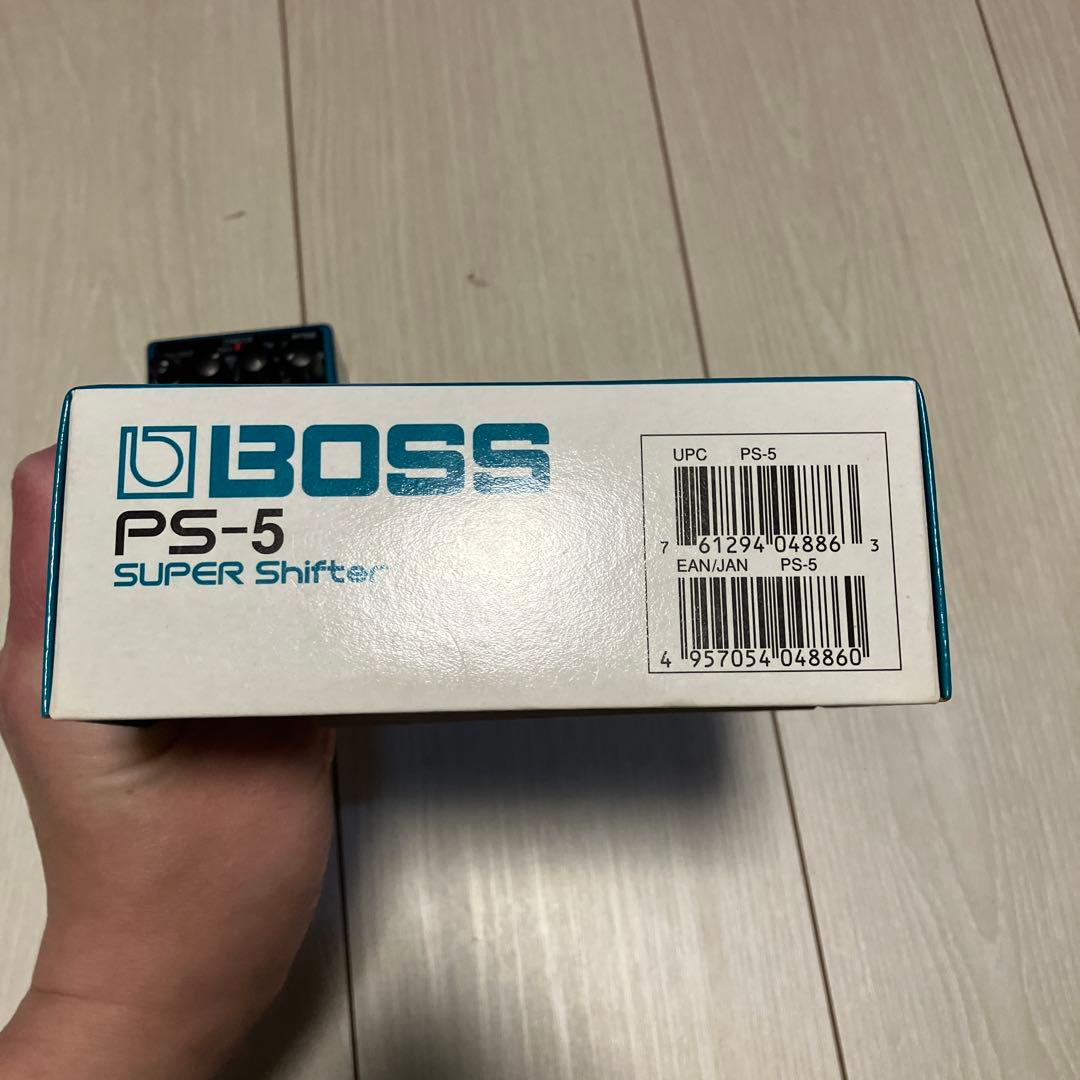 BOSS
PS-5
SUPER Shifter
UPC PS-5
7 61294 04886 3
EAN/JAN PS-5
4 957054 048860